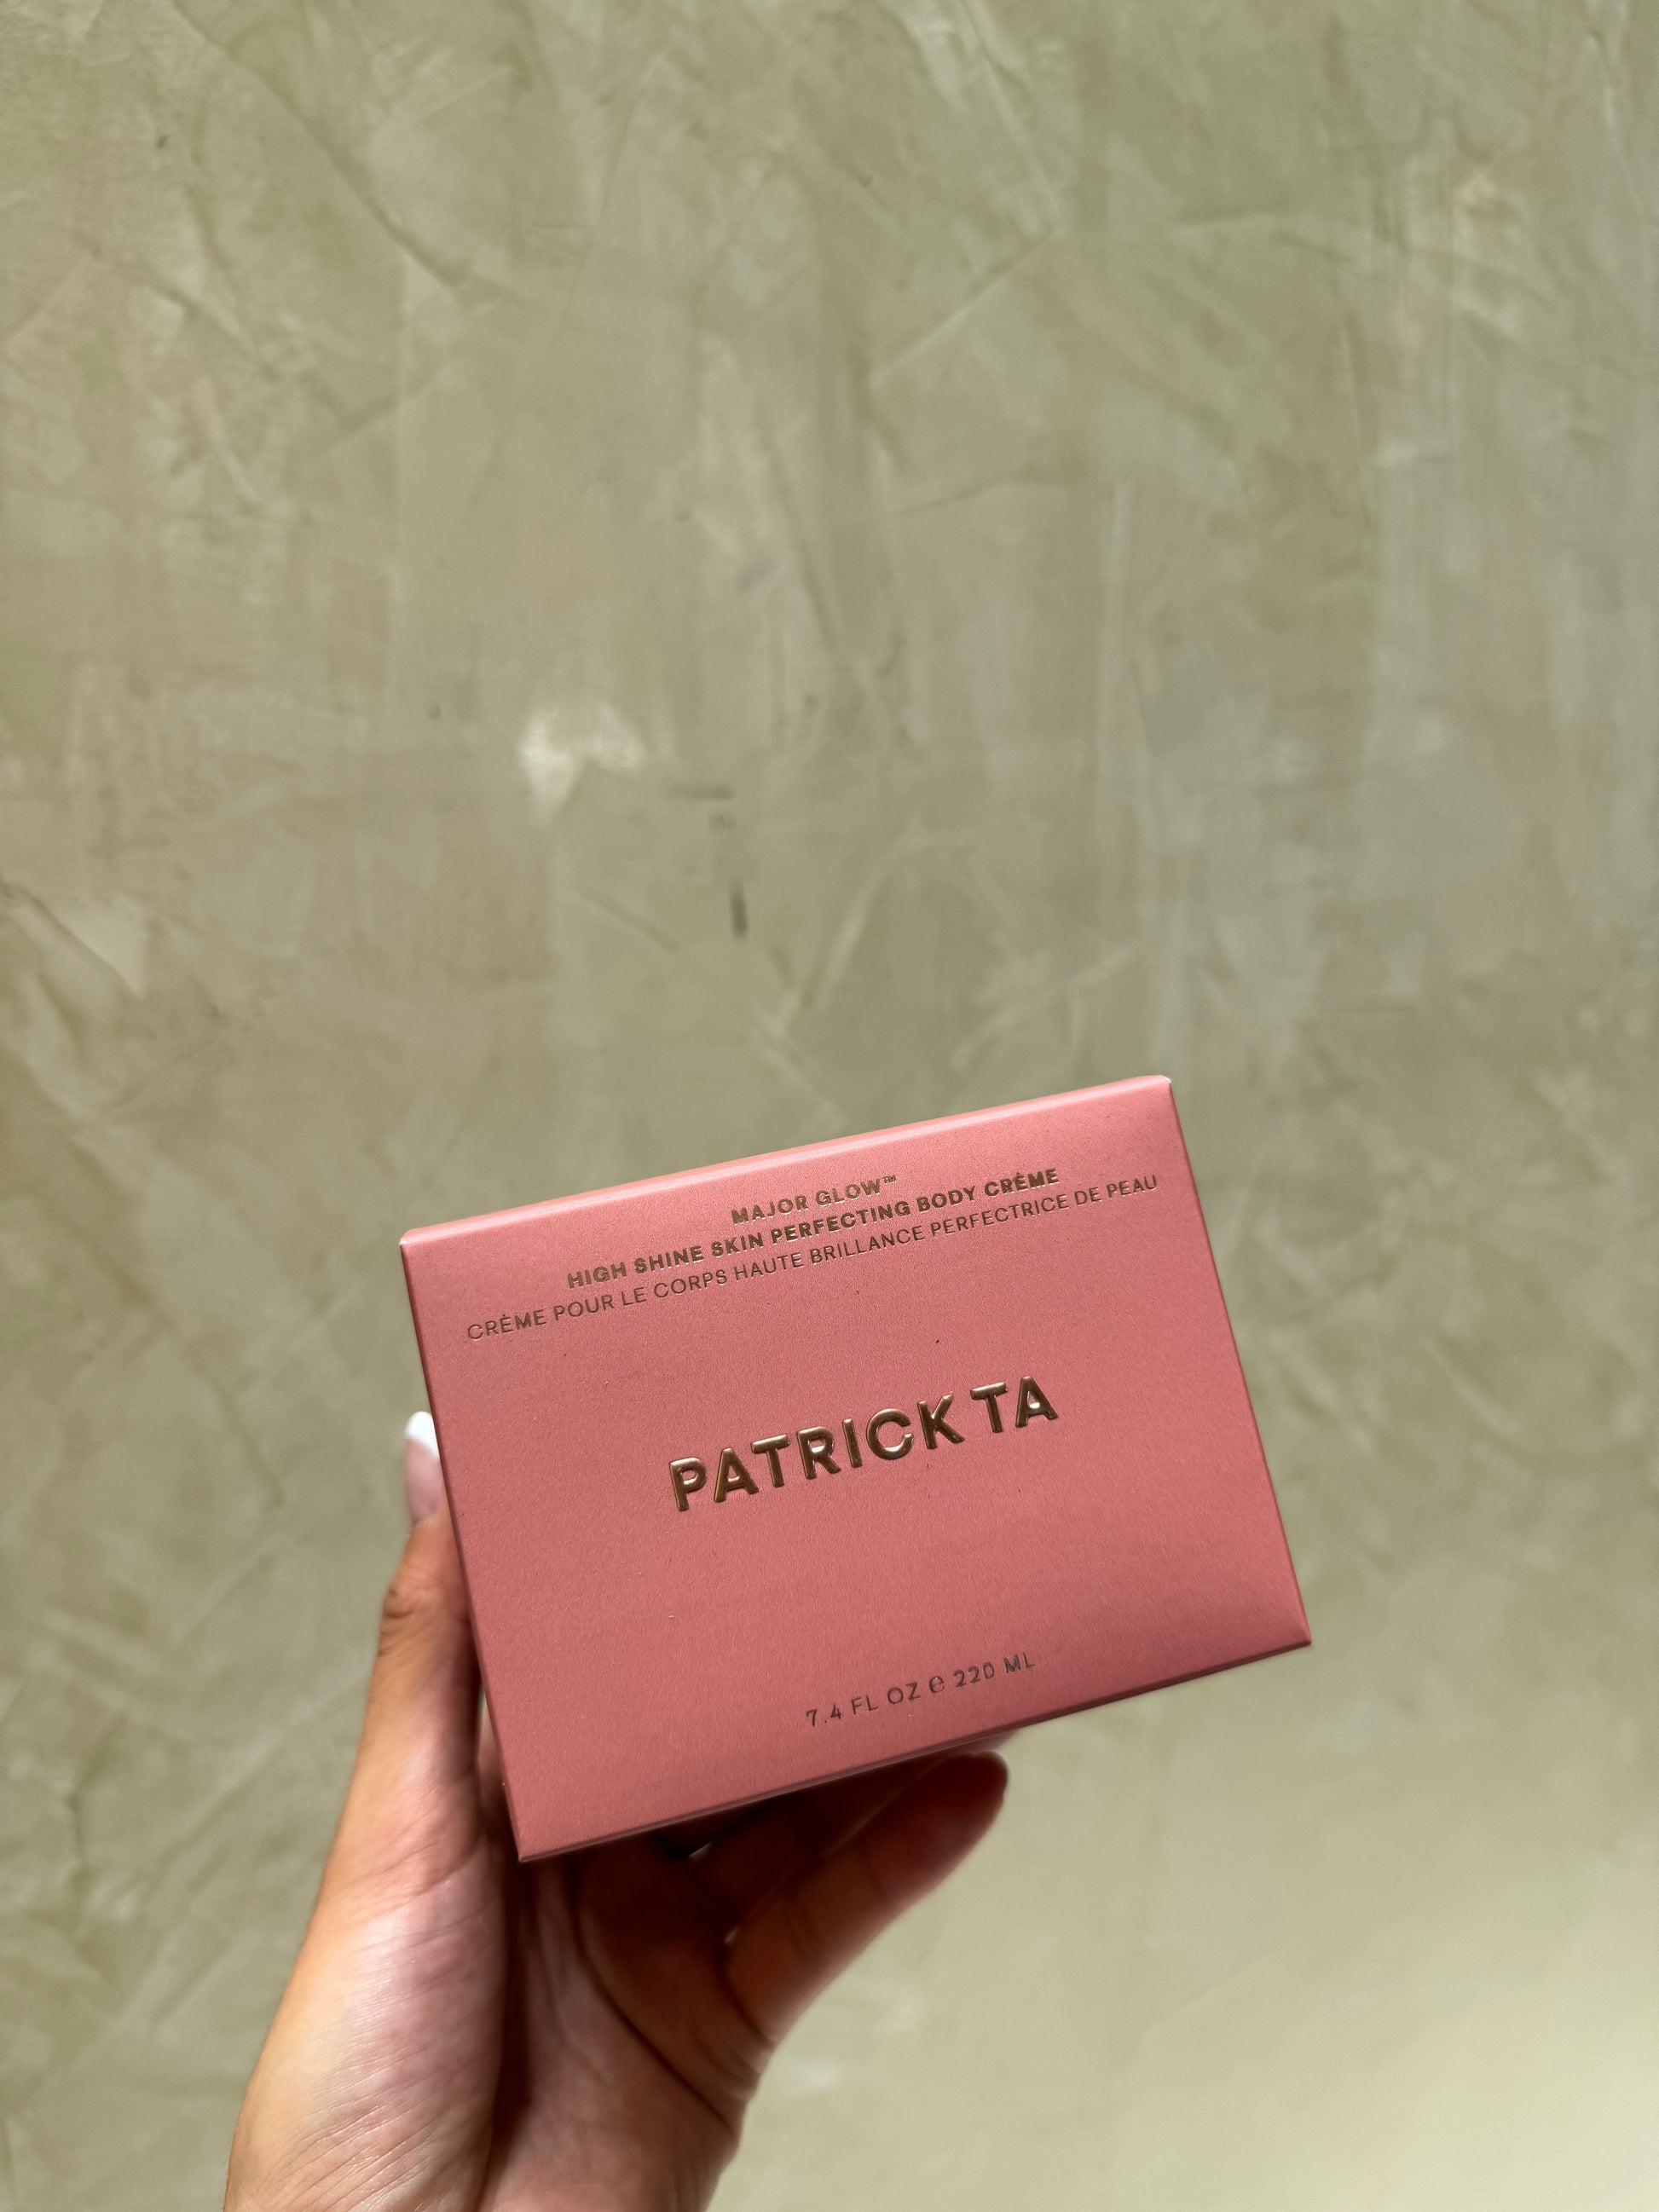 MAJOR GLOW™
HIGH SHINE SKIN PERFECTING BODY CRÈME
CRÈME POUR LE CORPS HAUTE BRILLANCE PERFECTRICE DE PEAU
PATRICK TA
7.4 FL OZ ℮ 220 ML